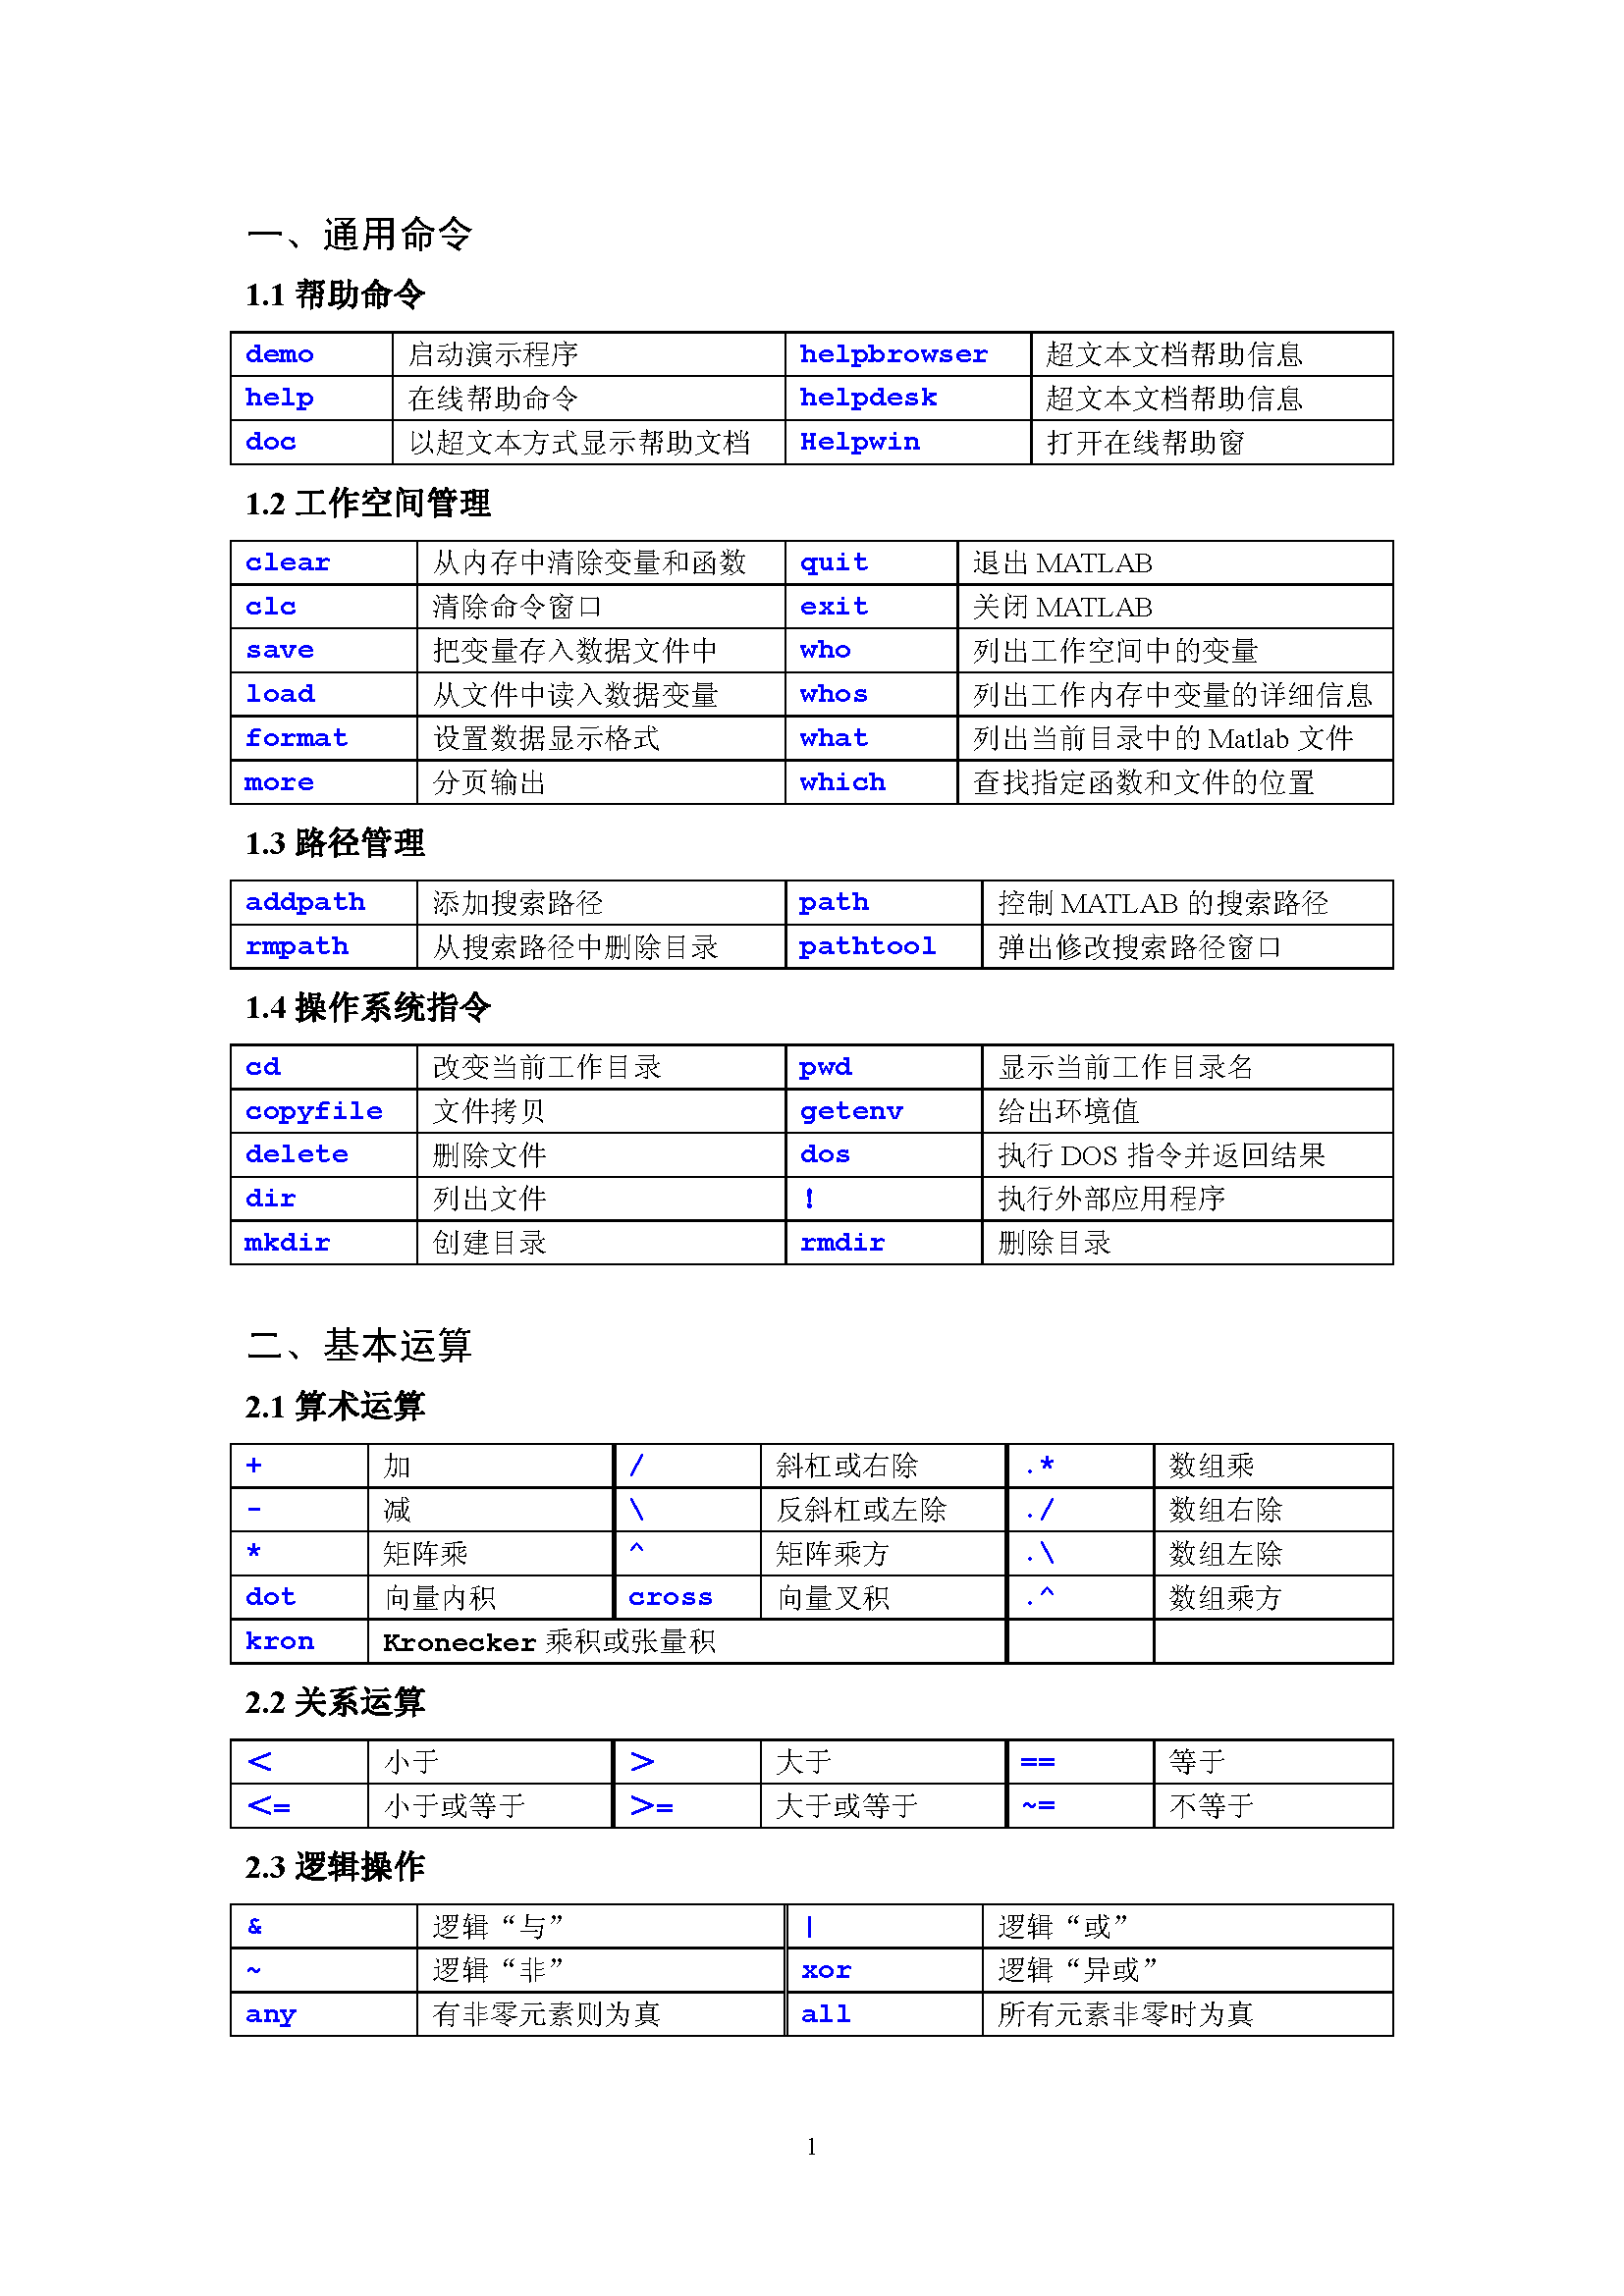 一、通用命令
1.1 帮助命令
demo 启动演示程序 helpbrowser 超文本文档帮助信息
help 在线帮助命令 helpdesk 超文本文档帮助信息
doc 以超文本方式显示帮助文档 Helpwin 打开在线帮助窗
1.2 工作空间管理
clear 从内存中清除变量和函数 quit 退出 MATLAB
clc 清除命令窗口 exit 关闭 MATLAB
save 把变量存入数据文件中 who 列出工作空间中的变量
load 从文件中读入数据变量 whos 列出工作内存中变量的详细信息
format 设置数据显示格式 what 列出当前目录中的 Matlab 文件
more 分页输出 which 查找指定函数和文件的位置
1.3 路径管理
addpath 添加搜索路径 path 控制 MATLAB 的搜索路径
rmpath 从搜索路径中删除目录 pathtool 弹出修改搜索路径窗口
1.4 操作系统指令
cd 改变当前工作目录 pwd 显示当前工作目录名
copyfile 文件拷贝 getenv 给出环境值
delete 删除文件 dos 执行 DOS 指令并返回结果
dir 列出文件 ! 执行外部应用程序
mkdir 创建目录 rmdir 删除目录
二、基本运算
2.1 算术运算
+ 加 / 斜杠或右除 .* 数组乘
- 减 \ 反斜杠或左除 ./ 数组右除
* 矩阵乘 ^ 矩阵乘方 .\ 数组左除
dot 向量内积 cross 向量叉积 .^ 数组乘方
kron Kronecker 乘积或张量积
2.2 关系运算
< 小于 > 大于 == 等于
<= 小于或等于 >= 大于或等于 ~= 不等于
2.3 逻辑操作
& 逻辑“与” | 逻辑“或”
~ 逻辑“非” xor 逻辑“异或”
any 有非零元素则为真 all 所有元素非零时为真
1